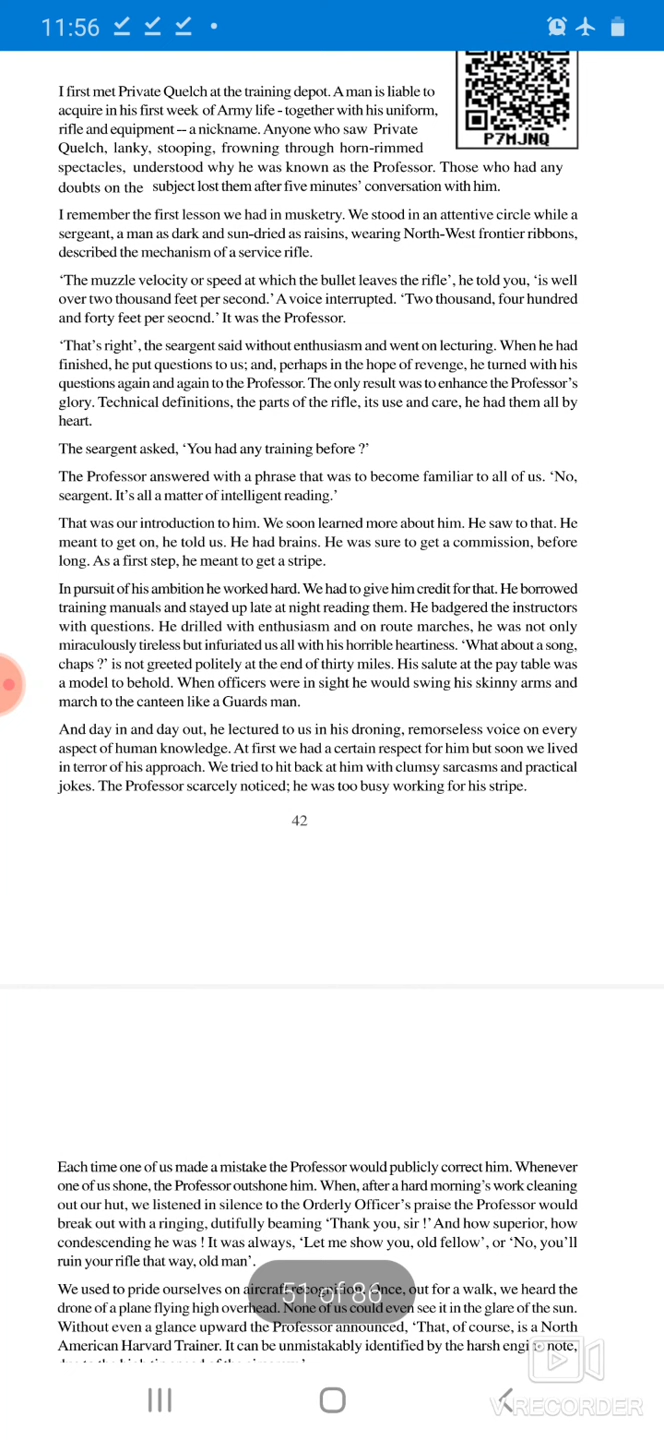 11:56
P7MJNQ
I first met Private Quelch at the training depot. A man is liable to
acquire in his first week of Army life - together with his uniform,
rifle and equipment -- a nickname. Anyone who saw Private
Quelch, lanky, stooping, frowning through horn-rimmed
spectacles, understood why he was known as the Professor. Those who had any
doubts on the subject lost them after five minutes' conversation with him.
I remember the first lesson we had in musketry. We stood in an attentive circle while a
sergeant, a man as dark and sun-dried as raisins, wearing North-West frontier ribbons,
described the mechanism of a service rifle.
'The muzzle velocity or speed at which the bullet leaves the rifle', he told you, 'is well
over two thousand feet per second.' A voice interrupted. 'Two thousand, four hundred
and forty feet per seocnd.' It was the Professor.
'That's right', the seargent said without enthusiasm and went on lecturing. When he had
finished, he put questions to us; and, perhaps in the hope of revenge, he turned with his
questions again and again to the Professor. The only result was to enhance the Professor's
glory. Technical definitions, the parts of the rifle, its use and care, he had them all by
heart.
The seargent asked, 'You had any training before ?'
The Professor answered with a phrase that was to become familiar to all of us. 'No,
seargent. It's all a matter of intelligent reading.'
That was our introduction to him. We soon learned more about him. He saw to that. He
meant to get on, he told us. He had brains. He was sure to get a commission, before
long. As a first step, he meant to get a stripe.
In pursuit of his ambition he worked hard. We had to give him credit for that. He borrowed
training manuals and stayed up late at night reading them. He badgered the instructors
with questions. He drilled with enthusiasm and on route marches, he was not only
miraculously tireless but infuriated us all with his horrible heartiness. 'What about a song,
chaps ?' is not greeted politely at the end of thirty miles. His salute at the pay table was
a model to behold. When officers were in sight he would swing his skinny arms and
march to the canteen like a Guards man.
And day in and day out, he lectured to us in his droning, remorseless voice on every
aspect of human knowledge. At first we had a certain respect for him but soon we lived
in terror of his approach. We tried to hit back at him with clumsy sarcasms and practical
jokes. The Professor scarcely noticed; he was too busy working for his stripe.
42
Each time one of us made a mistake the Professor would publicly correct him. Whenever
one of us shone, the Professor outshone him. When, after a hard morning's work cleaning
out our hut, we listened in silence to the Orderly Officer's praise the Professor would
break out with a ringing, dutifully beaming 'Thank you, sir !' And how superior, how
condescending he was ! It was always, 'Let me show you, old fellow', or 'No, you'll
ruin your rifle that way, old man'.
We used to pride ourselves on aircraft recognition. Once, out for a walk, we heard the
51 of 86
drone of a plane flying high overhead. None of us could even see it in the glare of the sun.
Without even a glance upward the Professor announced, 'That, of course, is a North
American Harvard Trainer. It can be unmistakably identified by the harsh engine note,
V RECORDER